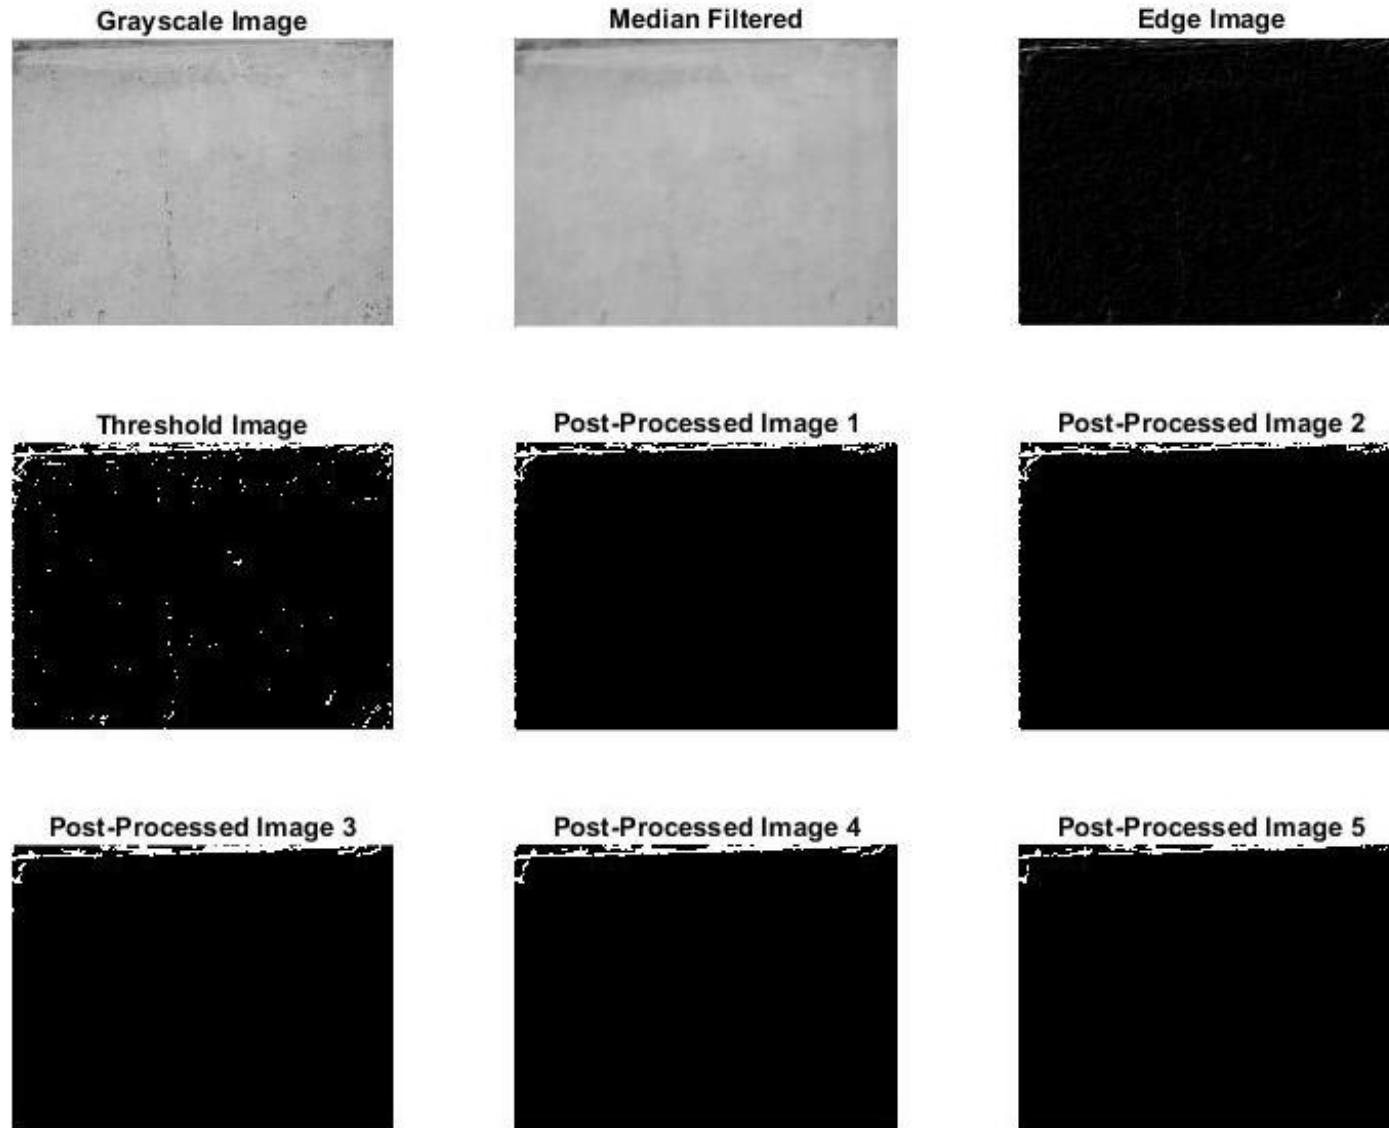 Grayscale Image
Median Filtered
Edge Image
Threshold Image
Post-Processed Image 1
Post-Processed Image 2
Post-Processed Image 3
Post-Processed Image 4
Post-Processed Image 5